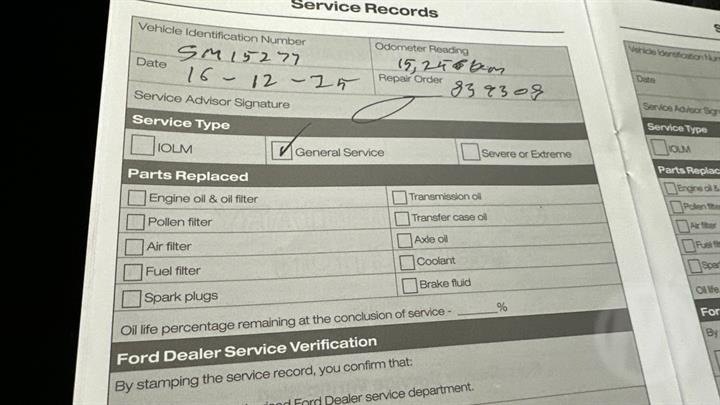 Service Records
Vehicle Identification Number
SM15277
Odometer Reading
Date
16-12-25
Repair Order
839308
Service Advisor Signature
Service Type
IOLM
General Service
Severe or Extreme
Parts Replaced
Engine oil & oil filter
Transmission oil
Pollen filter
Transfer case oil
Air filter
Axle oil
Fuel filter
Coolant
Spark plugs
Brake fluid
Oil life percentage remaining at the conclusion of service - ______%
Ford Dealer Service Verification
By stamping the service record, you confirm that:
Ford Dealer service department.
S
Vehicle Identification Num
Date
Service Advisor Sign
Service Type
IOLM
Parts Replac
Engine oil &
Pollen filte
Air filter
Fuel filt
Spar
Oil life
For
By